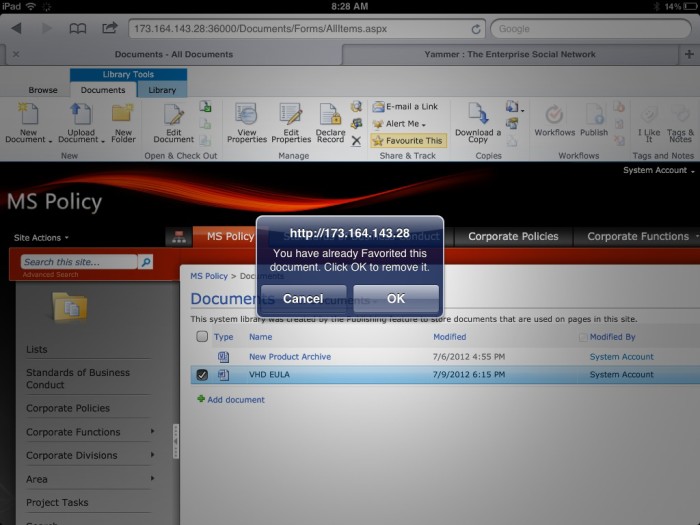 iPad 8:28 AM 14%
173.164.143.28:36000/Documents/Forms/AllItems.aspx Google
Documents - All Documents Yammer : The Enterprise Social Network
Library Tools
Browse Documents Library
New Document Upload Document New Folder Edit Document View Properties Edit Properties Declare Record E-mail a Link Alert Me Favourite This Download a Copy Workflows Publish I Like It Tags & Notes
New Open & Check Out Manage Share & Track Copies Workflows Tags and Notes
System Account
MS Policy
Site Actions MS Policy Corporate Policies Corporate Functions
http://173.164.143.28
You have already Favorited this
document. Click OK to remove it.
Cancel OK
Search this site...
Advanced Search
MS Policy >
Documents
This system library was created by the Publishing feature to store documents that are used on pages in this site.
Type Name Modified Modified By
New Product Archive 7/6/2012 4:55 PM System Account
VHD EULA 7/9/2012 6:15 PM System Account
Add document
Lists
Standards of Business
Conduct
Corporate Policies
Corporate Functions
Corporate Divisions
Area
Project Tasks
Search